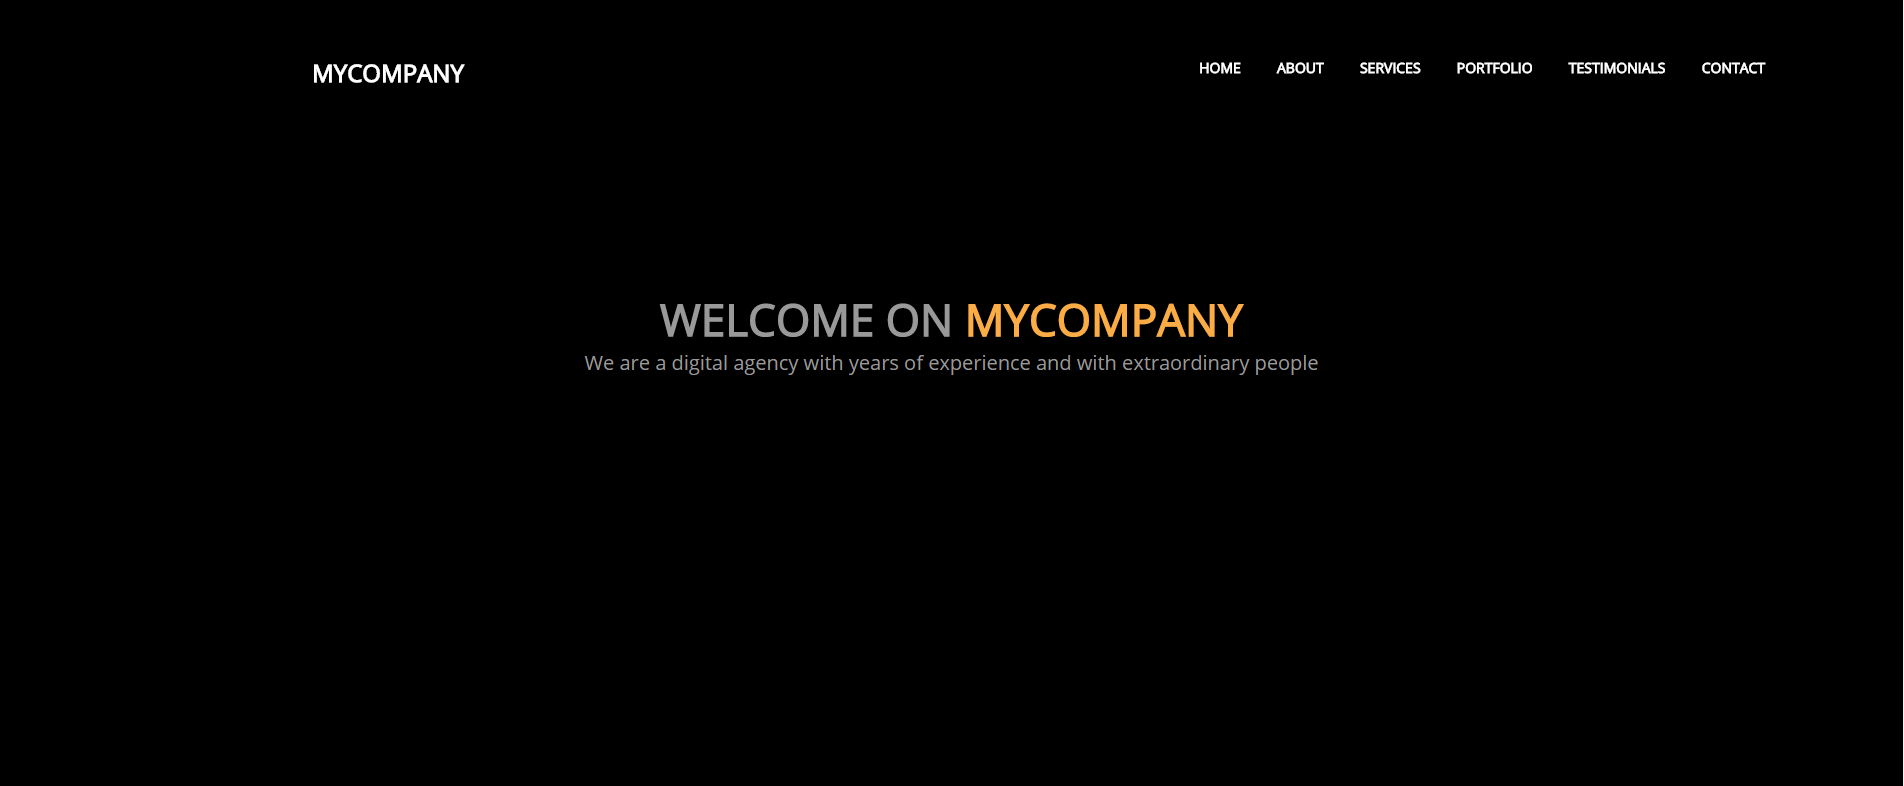 MYCOMPANY
HOME ABOUT SERVICES PORTFOLIO TESTIMONIALS CONTACT
WELCOME ON MYCOMPANY
We are a digital agency with years of experience and with extraordinary people